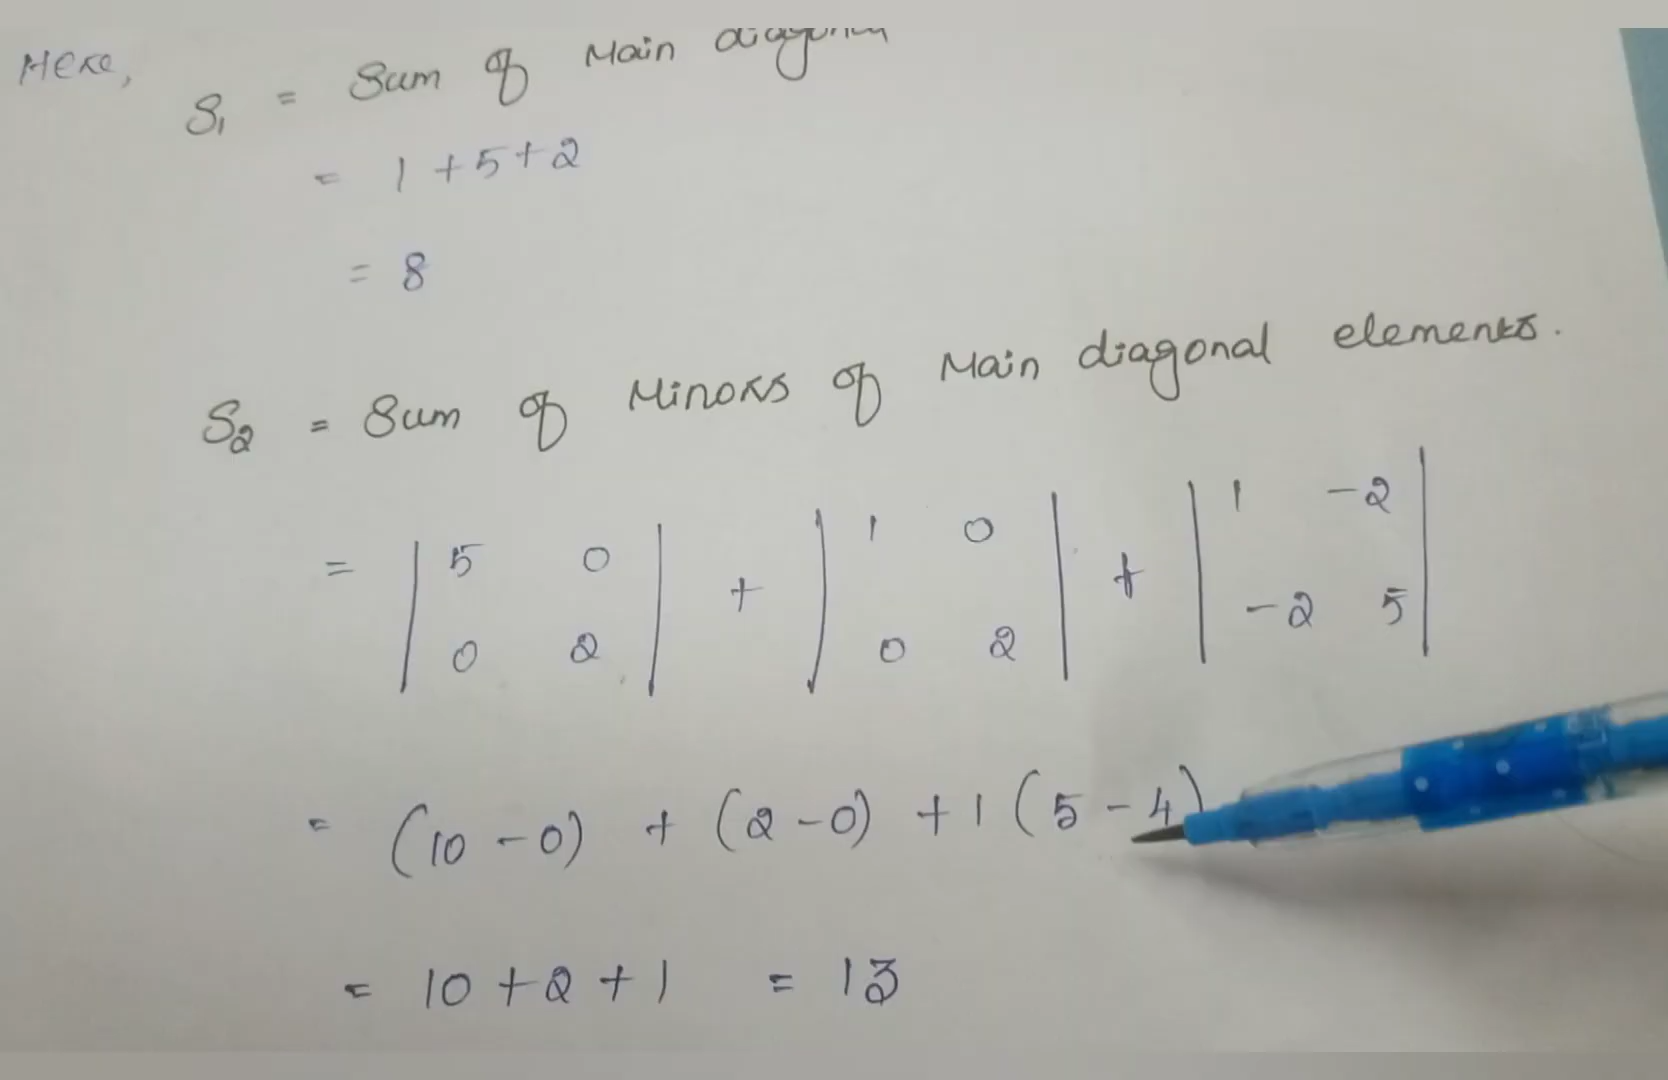 Here,
S₁ = Sum of Main diagonal
= 1 + 5 + 2
= 8
S₂ = Sum of Minors of Main diagonal elements.
= | 5 0 | + | 1 0 | + | 1 -2 |
| 0 2 | | 0 2 | | -2 5 |
= (10 - 0) + (2 - 0) + 1 (5 - 4)
= 10 + 2 + 1 = 13